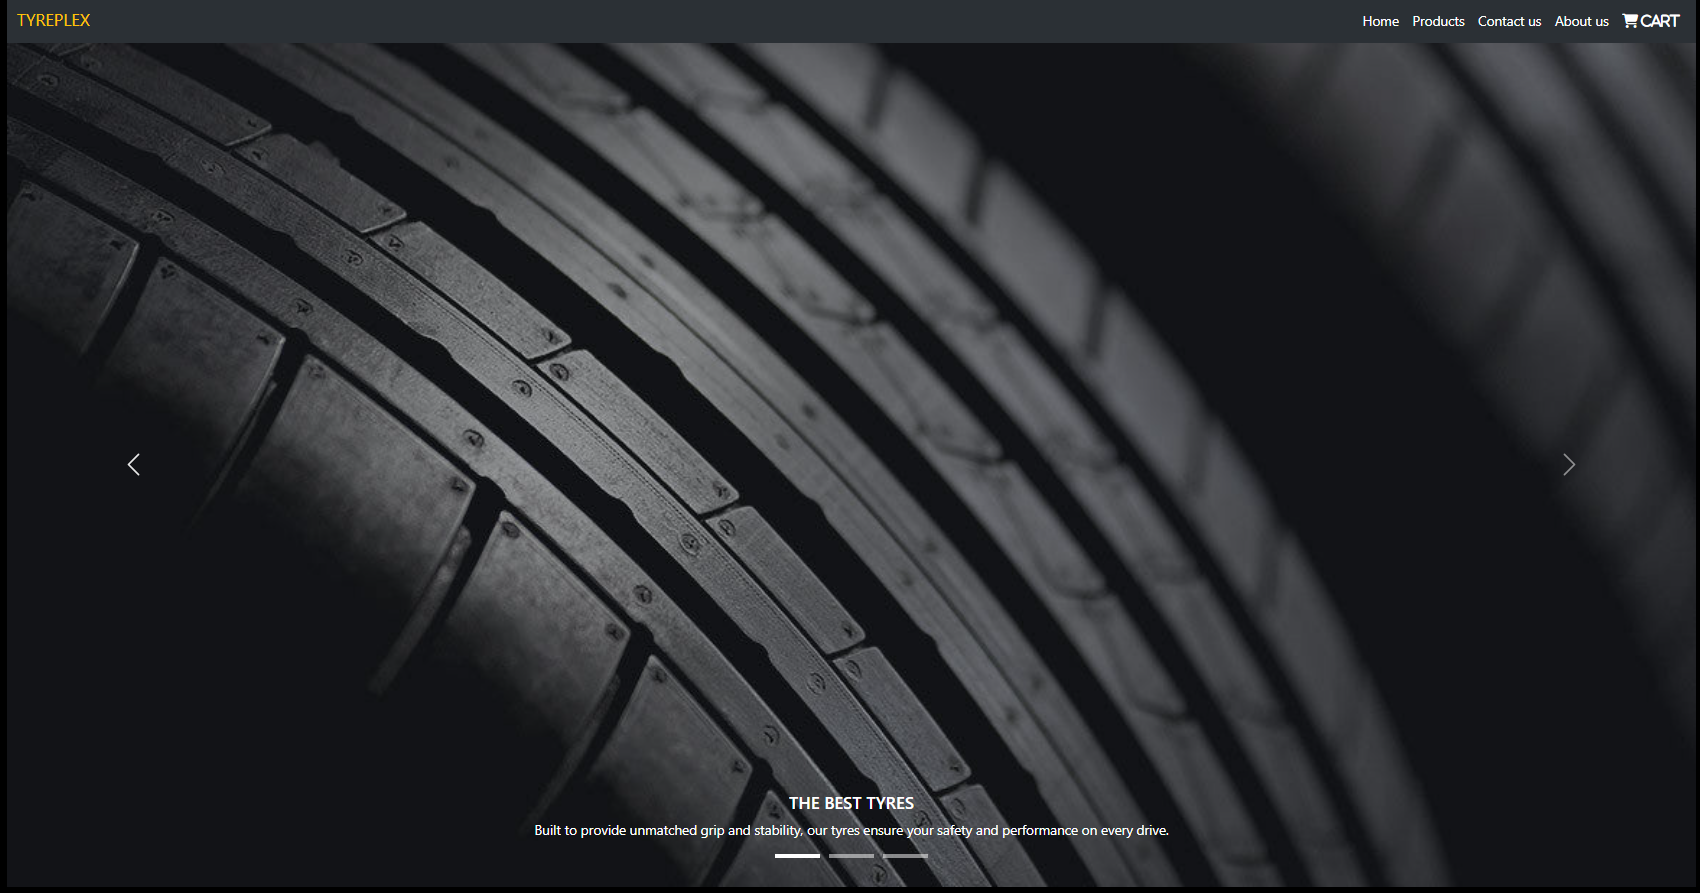 TYREPLEX
Home Products Contact us About us CART
THE BEST TYRES
Built to provide unmatched grip and stability, our tyres ensure your safety and performance on every drive.